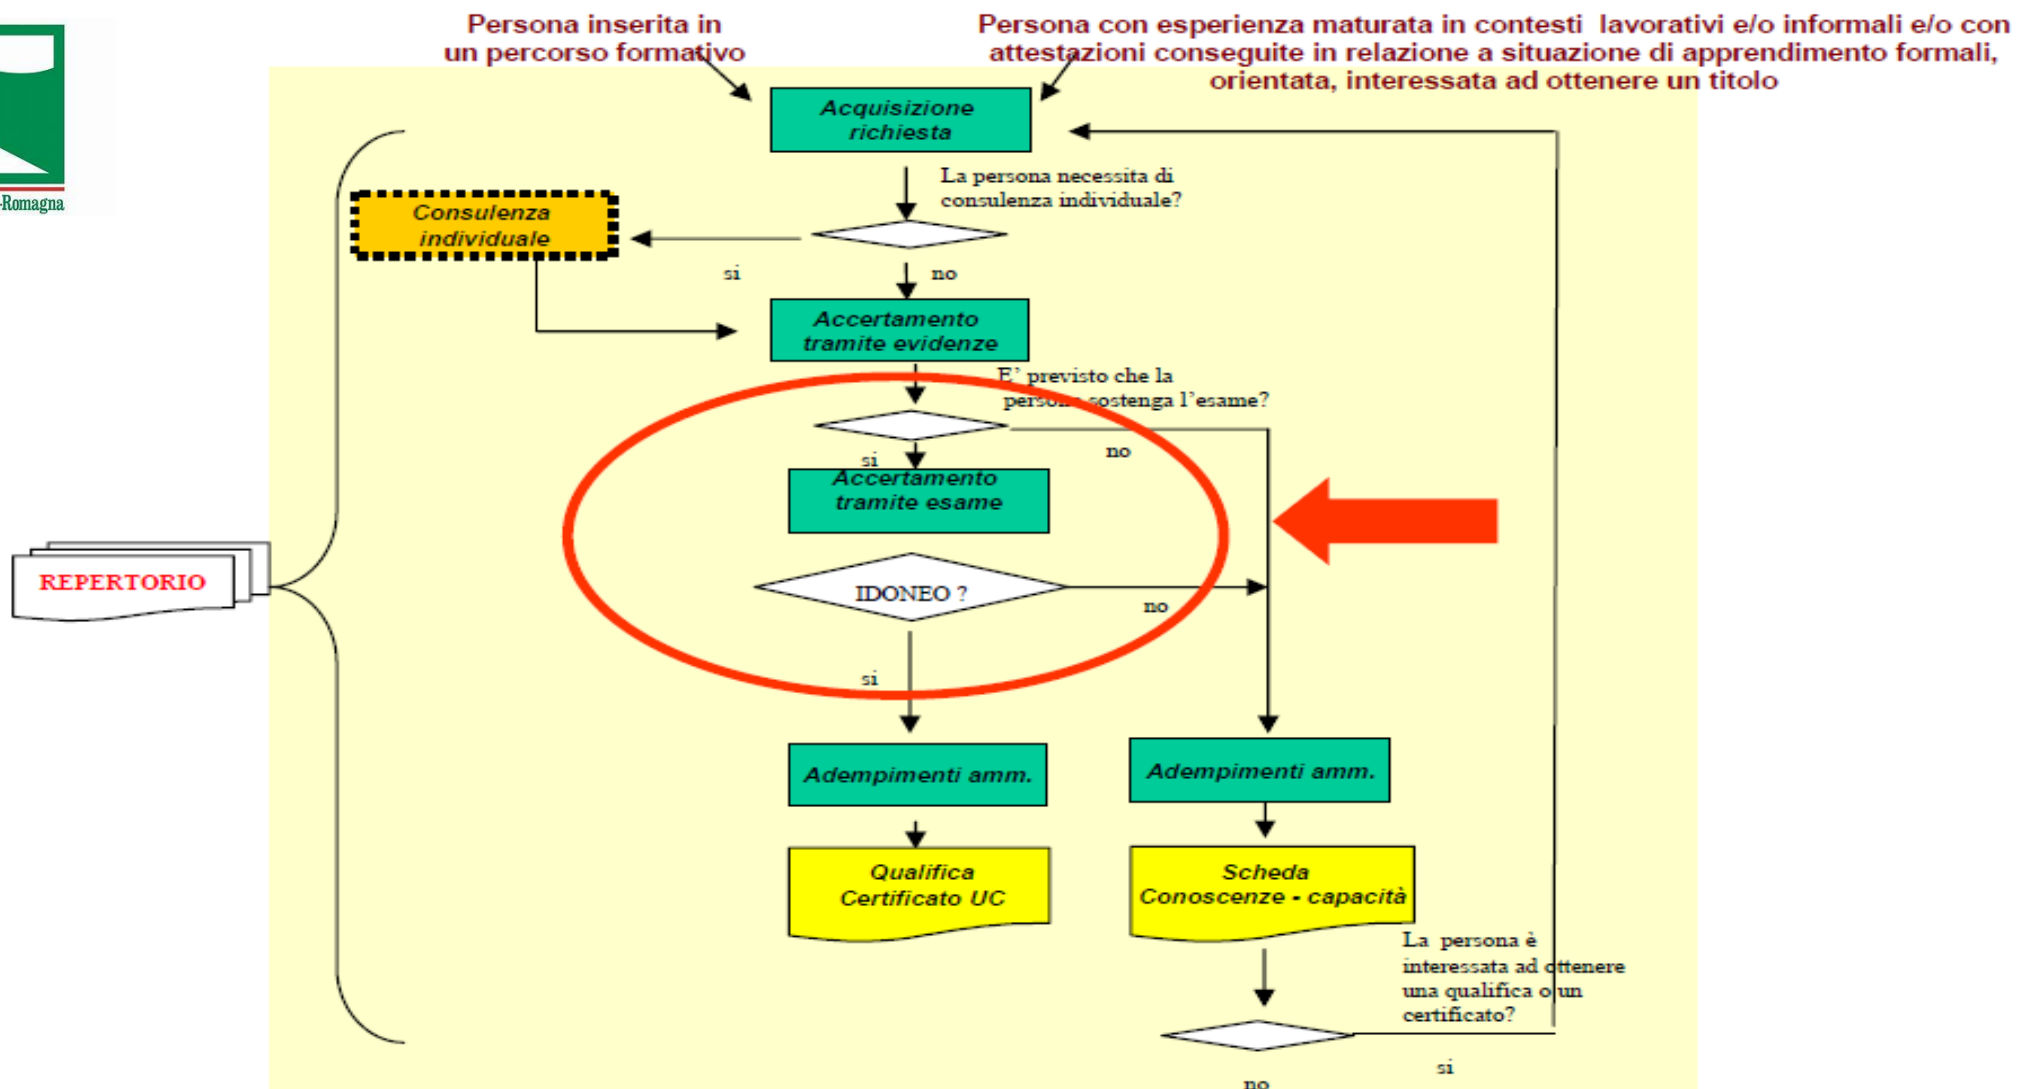 Persona inserita in
un percorso formativo
Persona con esperienza maturata in contesti lavorativi e/o informali e/o con
attestazioni conseguite in relazione a situazione di apprendimento formali,
orientata, interessata ad ottenere un titolo
-Romagna
Acquisizione
richiesta
La persona necessita di
consulenza individuale?
Consulenza
individuale
si
no
Accertamento
tramite evidenze
E' previsto che la
persona sostenga l'esame?
si
no
Accertamento
tramite esame
IDONEO ?
no
si
REPERTORIO
Adempimenti amm.
Adempimenti amm.
Qualifica
Certificato UC
Scheda
Conoscenze - capacità
La persona è
interessata ad ottenere
una qualifica o un
certificato?
si
no